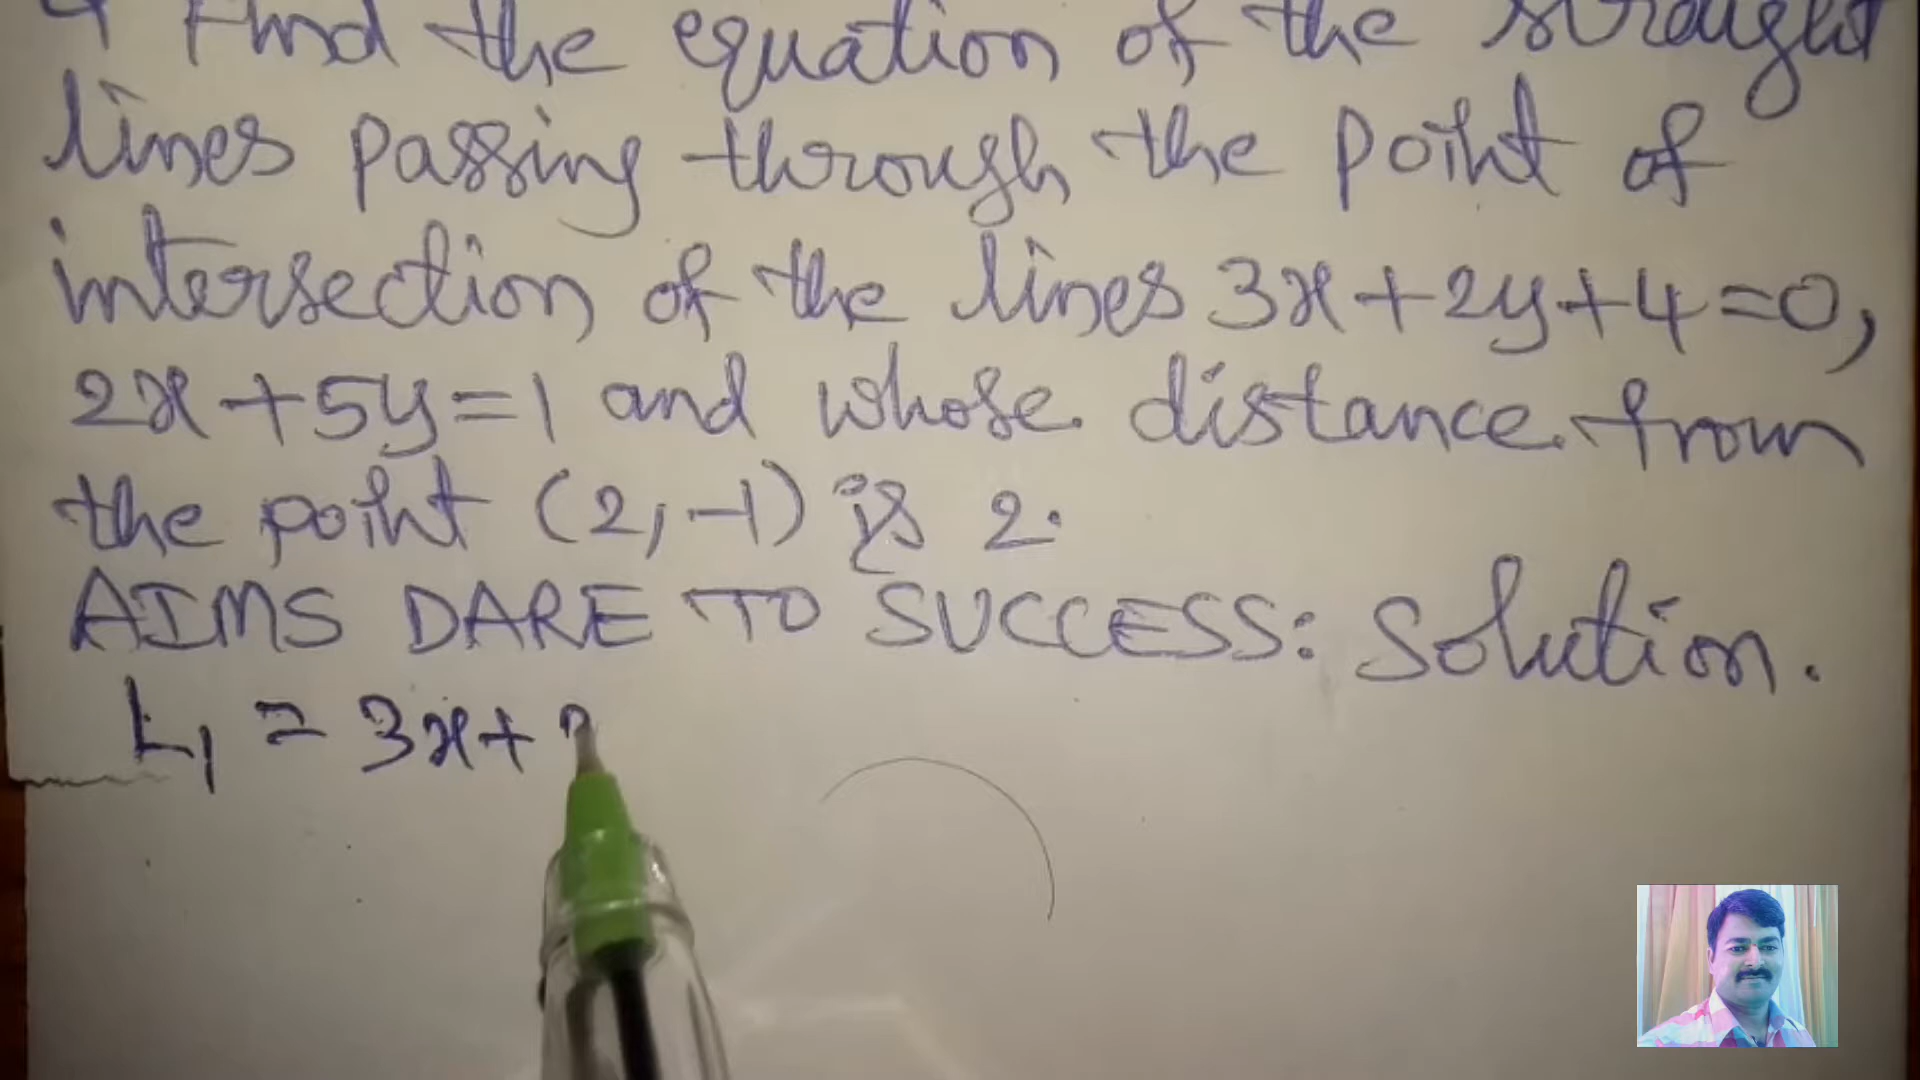 4 Find the equation of the straight
lines passing through the point of
intersection of the lines 3x+2y+4=0,
2x+5y=1 and whose distance from
the point (2,-1) is 2.
AIMS DARE TO SUCCESS: Solution.
L₁ = 3x+2